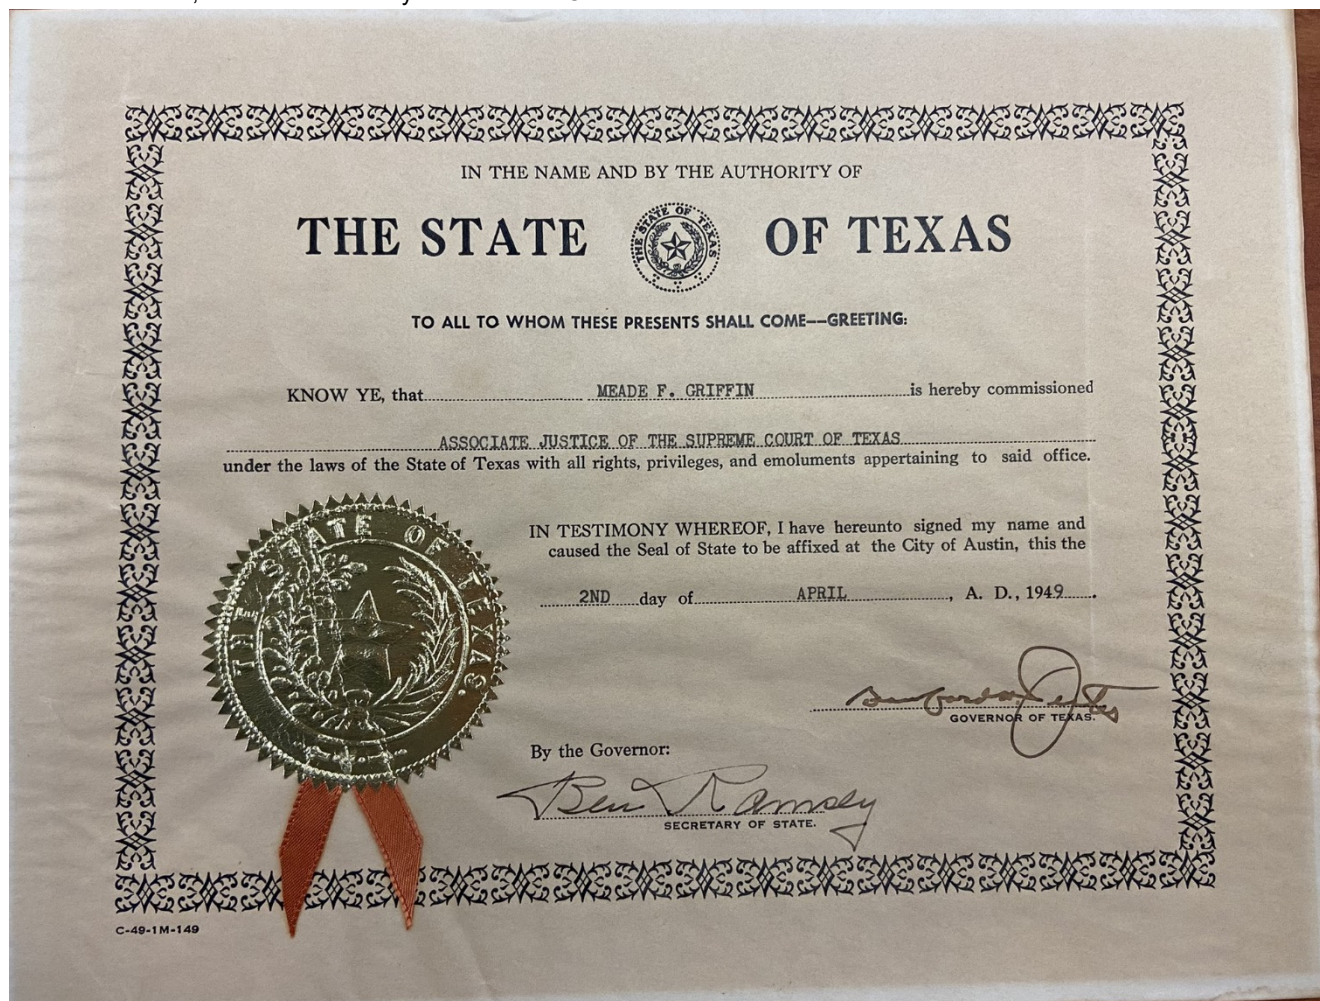 IN THE NAME AND BY THE AUTHORITY OF
THE STATE OF TEXAS
THE STATE OF TEXAS
TO ALL TO WHOM THESE PRESENTS SHALL COME—GREETING:
KNOW YE, that MEADE F. GRIFFIN is hereby commissioned
ASSOCIATE JUSTICE OF THE SUPREME COURT OF TEXAS
under the laws of the State of Texas with all rights, privileges, and emoluments appertaining to said office.
THE STATE OF TEXAS
IN TESTIMONY WHEREOF, I have hereunto signed my name and
caused the Seal of State to be affixed at the City of Austin, this the
2ND day of APRIL, A. D., 1949.
GOVERNOR OF TEXAS.
By the Governor:
Ben Ramsey
SECRETARY OF STATE.
C-49-1M-149